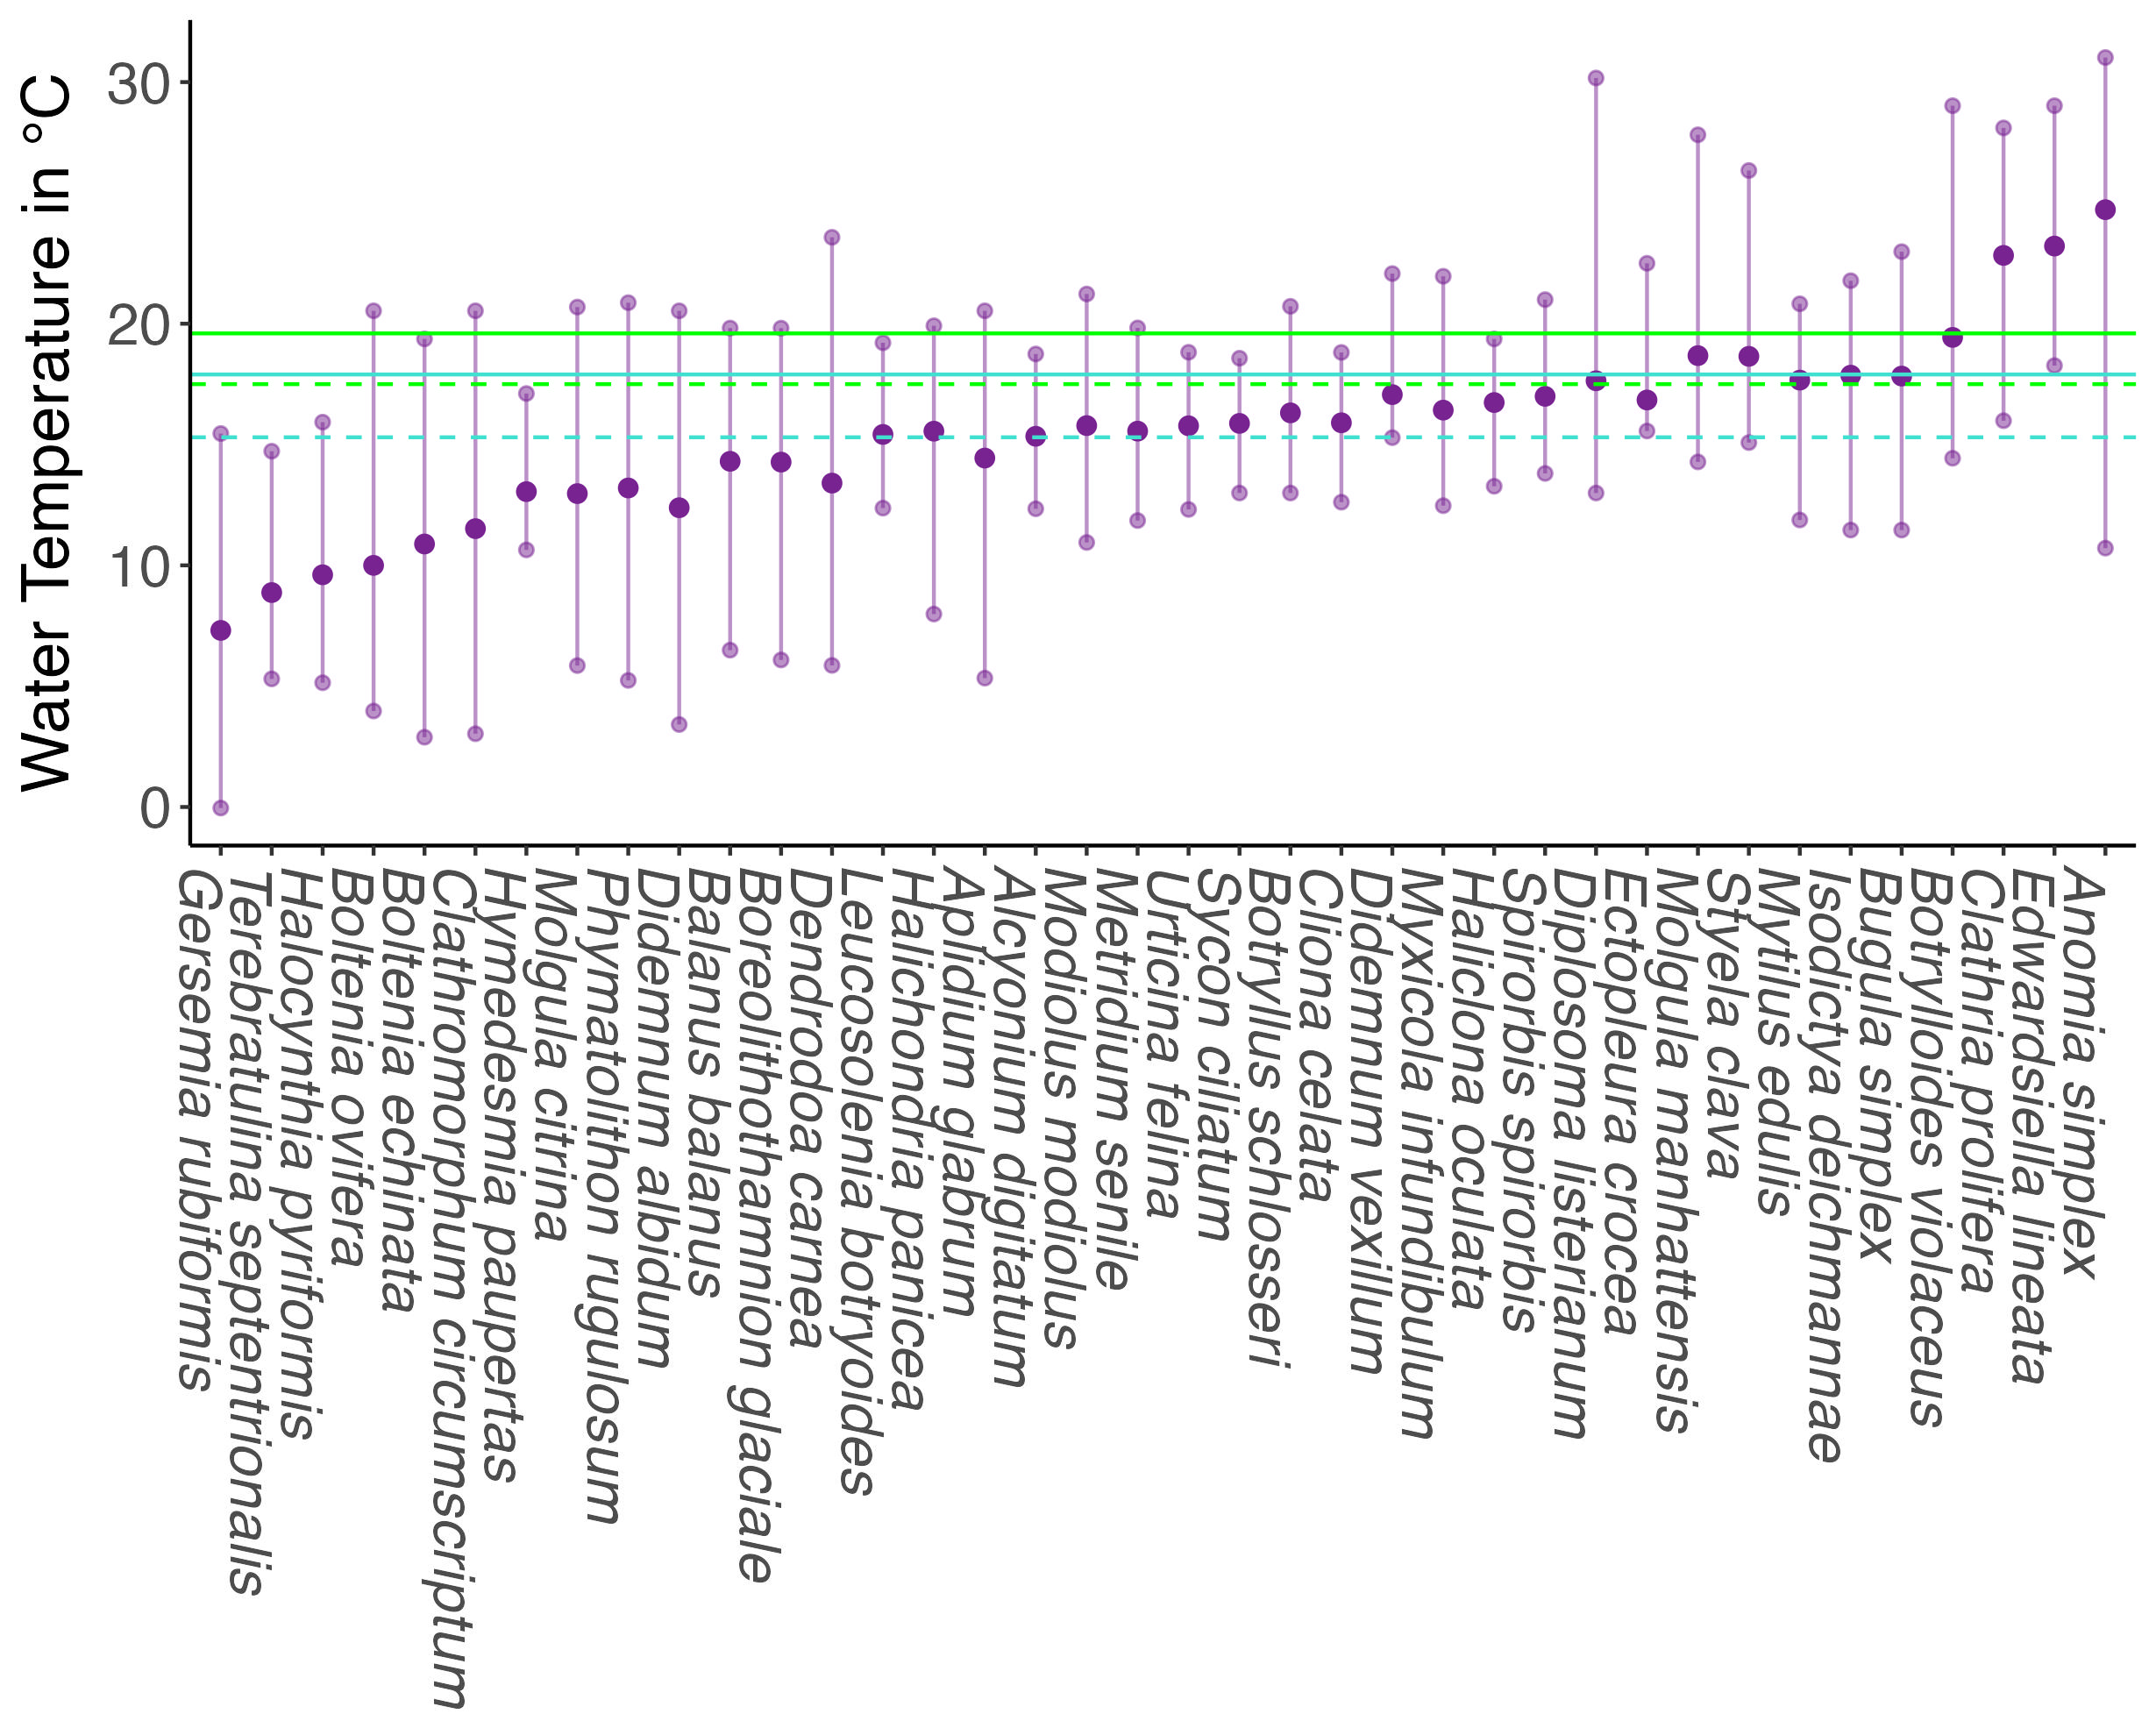 Water Temperature in °C
30
20
10
0
Gersemia rubiformis
Terebratulina septentrionalis
Halocynthia pyriformis
Boltenia ovifera
Boltenia echinata
Clathromorphum circumscriptum
Hymedesmia paupertas
Molgula citrina
Phymatolithon rugulosum
Didemnum albidum
Balanus balanus
Boreolithothamnion glaciale
Dendrodoa carnea
Leucosolenia botryoides
Halichondria panicea
Aplidium glabrum
Alcyonium digitatum
Modiolus modiolus
Metridium senile
Urticina felina
Sycon ciliatum
Botryllus schlosseri
Cliona celata
Didemnum vexillum
Myxicola infundibulum
Haliclona oculata
Spirorbis spirorbis
Diplosoma listerianum
Ectopleura crocea
Molgula manhattensis
Styela clava
Mytilus edulis
Isodictya deichmannae
Bugula simplex
Botrylloides violaceus
Clathria prolifera
Edwardsiella lineata
Anomia simplex